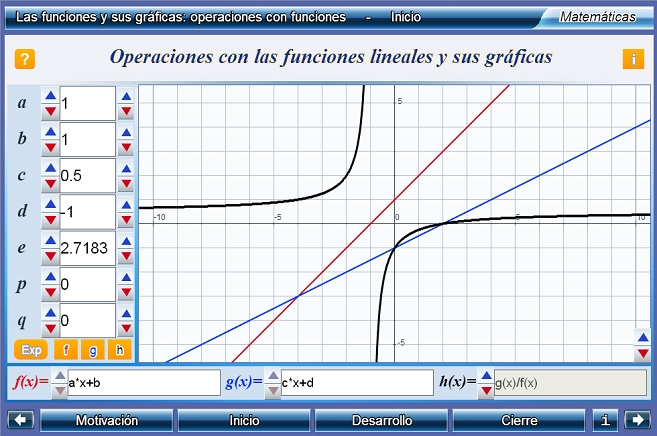 Las funciones y sus gráficas: operaciones con funciones - Inicio Matemáticas
? Operaciones con las funciones lineales y sus gráficas i
a 1
b 1
c 0.5
d -1
e 2.7183
p 0
q 0
Exp f g h
5
-10 -5 0 5 10
-5
f(x)= a*x+b g(x)= c*x+d h(x)= g(x)/f(x)
Motivación Inicio Desarrollo Cierre i